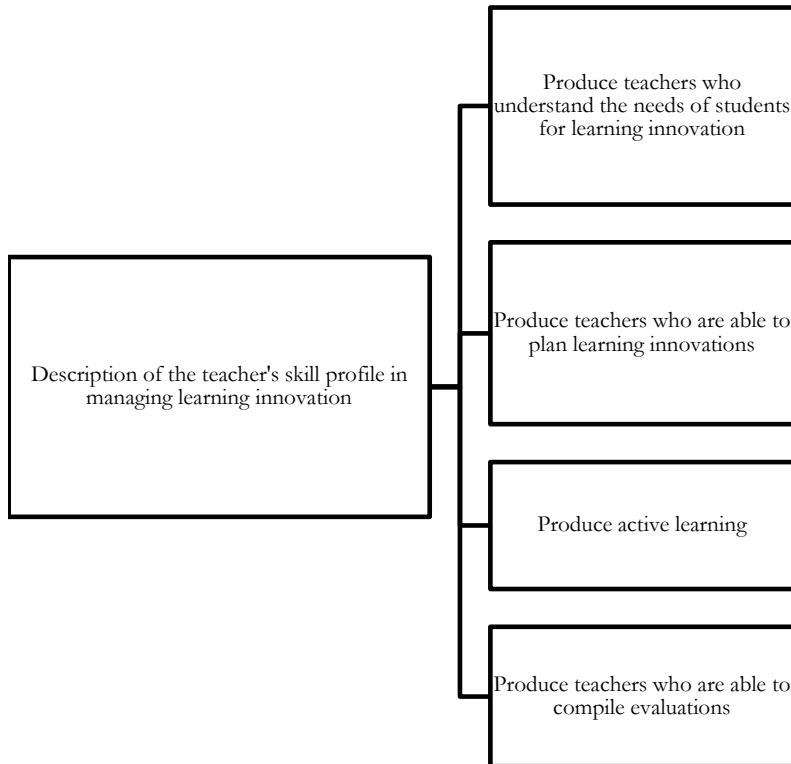 Produce teachers who
understand the needs of students
for learning innovation
Produce teachers who are able to
plan learning innovations
Description of the teacher's skill profile in
managing learning innovation
Produce active learning
Produce teachers who are able to
compile evaluations